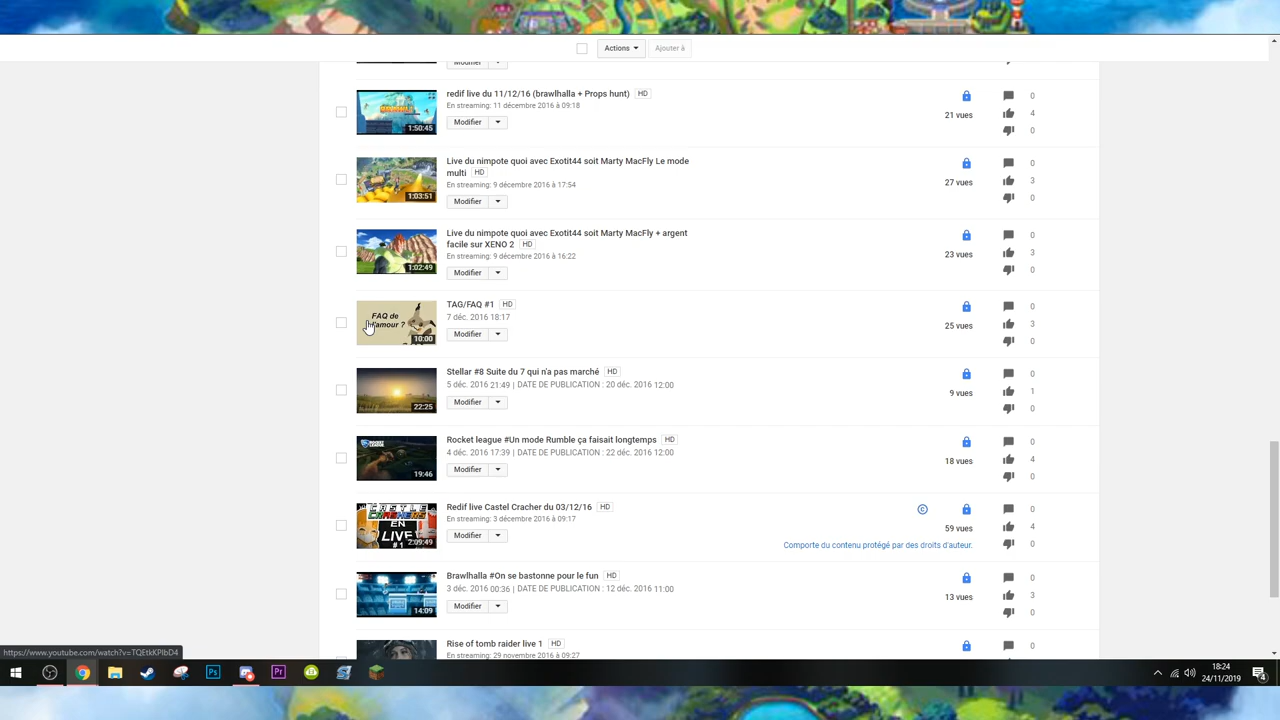 Actions
Ajouter à
Modifier
redif live du 11/12/16 (brawlhalla + Props hunt) HD
En streaming: 11 décembre 2016 à 09:18
Modifier
1:50:45
21 vues
0
4
0
Live du nimpote quoi avec Exotit44 soit Marty MacFly Le mode
multi HD
En streaming: 9 décembre 2016 à 17:54
Modifier
1:03:51
27 vues
0
3
0
Live du nimpote quoi avec Exotit44 soit Marty MacFly + argent
facile sur XENO 2 HD
En streaming: 9 décembre 2016 à 16:22
Modifier
1:02:49
23 vues
0
3
0
FAQ de
l'amour ?
10:00
TAG/FAQ #1 HD
7 déc. 2016 18:17
Modifier
25 vues
0
3
0
Stellar #8 Suite du 7 qui n'a pas marché HD
5 déc. 2016 21:49 | DATE DE PUBLICATION : 20 déc. 2016 12:00
Modifier
22:25
9 vues
0
1
0
Rocket league #Un mode Rumble ça faisait longtemps HD
4 déc. 2016 17:39 | DATE DE PUBLICATION : 22 déc. 2016 12:00
Modifier
19:46
18 vues
0
4
0
CASTLE
CRASHERS
EN
LIVE!
#1
2:09:49
Redif live Castel Cracher du 03/12/16 HD
En streaming: 3 décembre 2016 à 09:17
Modifier
©
59 vues
Comporte du contenu protégé par des droits d'auteur.
0
4
0
Brawlhalla #On se bastonne pour le fun HD
3 déc. 2016 00:36 | DATE DE PUBLICATION : 12 déc. 2016 11:00
Modifier
14:09
13 vues
0
3
0
Rise of tomb raider live 1 HD
En streaming: 29 novembre 2016 à 09:27
0
https://www.youtube.com/watch?v=TQEtkKPIbD4
Ps
Pr
18:24
24/11/2019
4